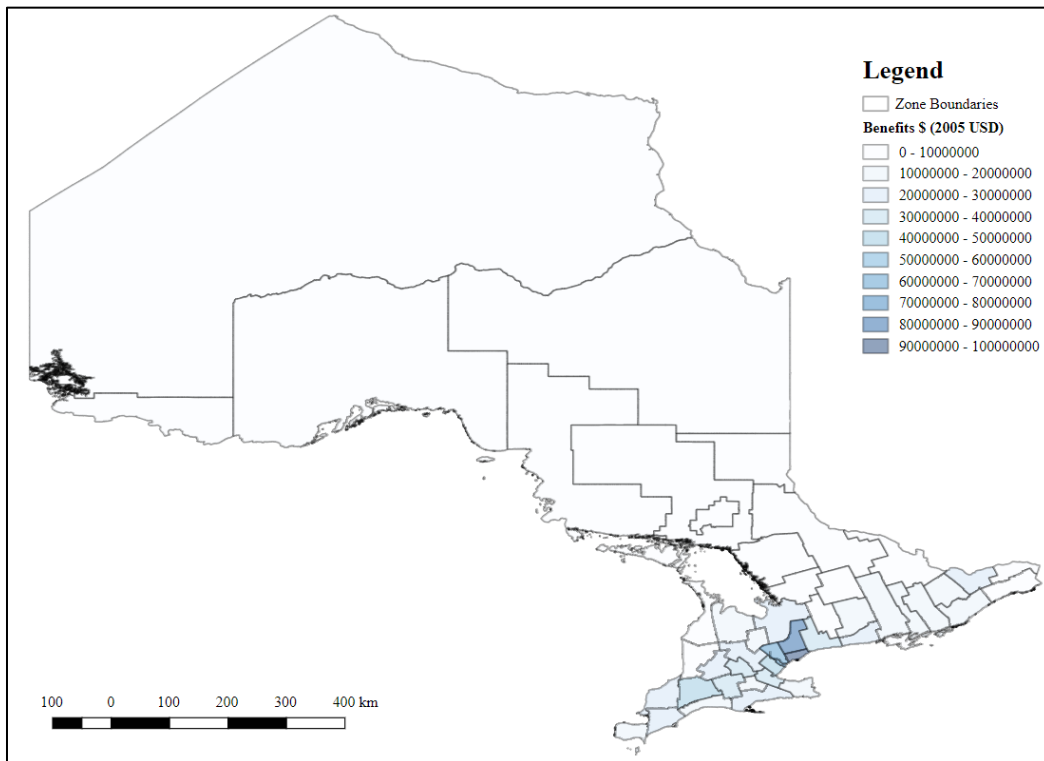 Legend
Zone Boundaries
Benefits $ (2005 USD)
0 - 10000000
10000000 - 20000000
20000000 - 30000000
30000000 - 40000000
40000000 - 50000000
50000000 - 60000000
60000000 - 70000000
70000000 - 80000000
80000000 - 90000000
90000000 - 100000000
100 0 100 200 300 400 km